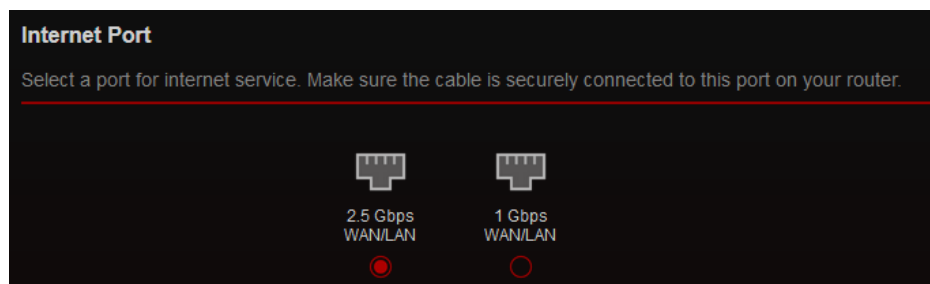 Internet Port
Select a port for internet service. Make sure the cable is securely connected to this port on your router.
2.5 Gbps
WAN/LAN
1 Gbps
WAN/LAN